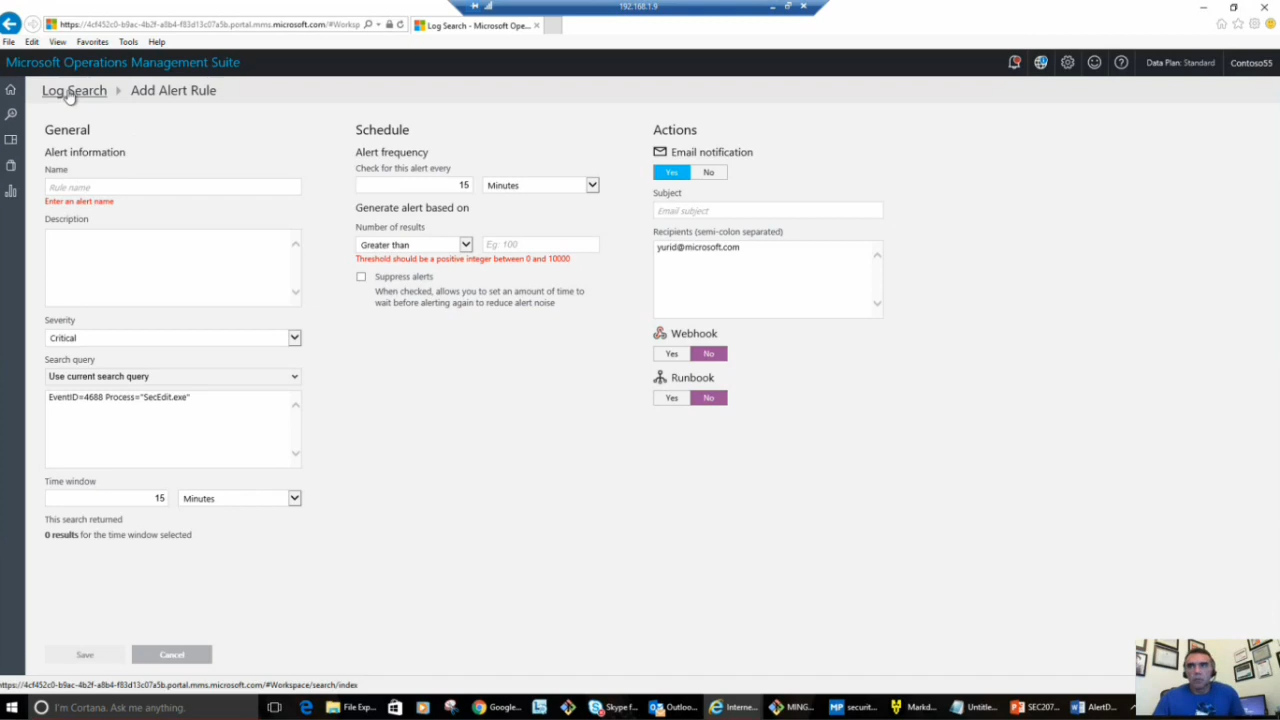 192.168.1.9
https://4cf452c0-b9ac-4b2f-a8b4-f83d13c07a5b.portal.mms.microsoft.com/#Worksp
Log Search - Microsoft Ope...
File Edit View Favorites Tools Help
Microsoft Operations Management Suite
Data Plan: Standard
Contoso55
Log Search
Add Alert Rule
General
Alert information
Name
Rule name
Enter an alert name
Description
Severity
Critical
Search query
Use current search query
EventID=4688 Process="SecEdit.exe"
Time window
15 Minutes
This search returned
0 results for the time window selected
Save
Cancel
Schedule
Alert frequency
Check for this alert every
15 Minutes
Generate alert based on
Number of results
Greater than
Eg: 100
Threshold should be a positive integer between 0 and 10000
Suppress alerts
When checked, allows you to set an amount of time to
wait before alerting again to reduce alert noise
Actions
Email notification
Yes No
Subject
Email subject
Recipients (semi-colon separated)
yurid@microsoft.com
Webhook
Yes No
Runbook
Yes No
https://4cf452c0-b9ac-4b2f-a8b4-f83d13c07a5b.portal.mms.microsoft.com/#Workspace/search/index
I'm Cortana. Ask me anything.
File Exp...
Google...
Skype f...
Outloo...
Interne...
MING...
securit...
Markd...
Untitle...
SEC207...
AlertD...